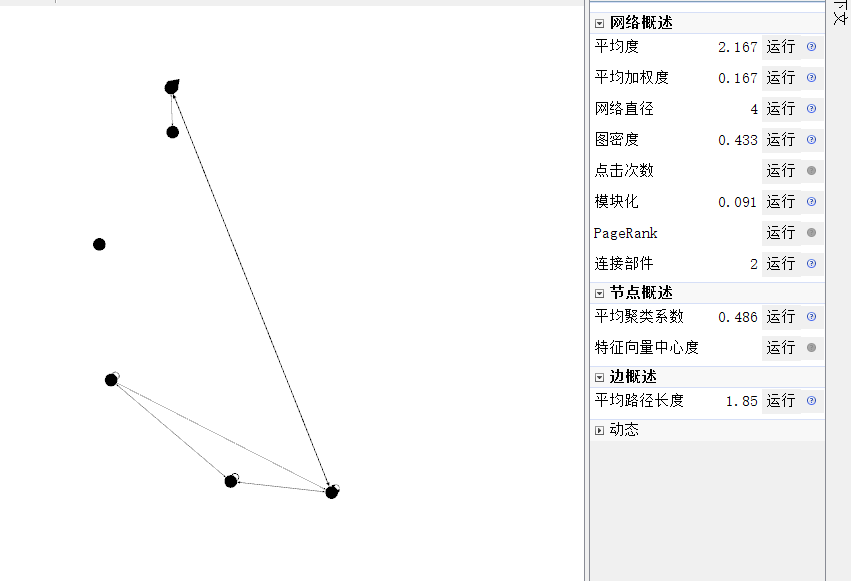 下文
网络概述
平均度 2.167 运行
平均加权度 0.167 运行
网络直径 4 运行
图密度 0.433 运行
点击次数 运行
模块化 0.091 运行
PageRank 运行
连接部件 2 运行
节点概述
平均聚类系数 0.486 运行
特征向量中心度 运行
边概述
平均路径长度 1.85 运行
动态